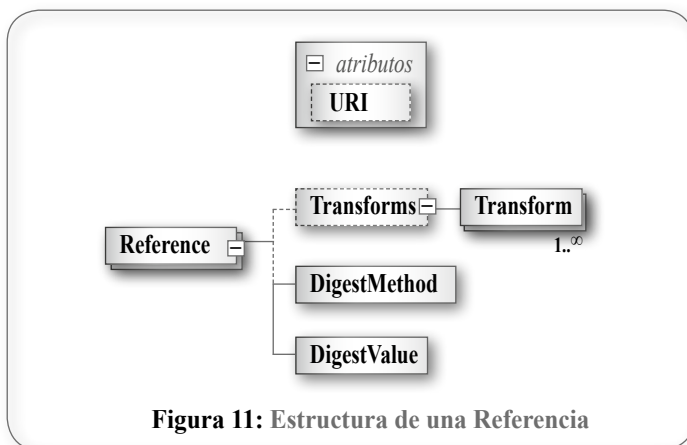 atributos
URI
Transforms
Transform
1..∞
Reference
DigestMethod
DigestValue
Figura 11: Estructura de una Referencia